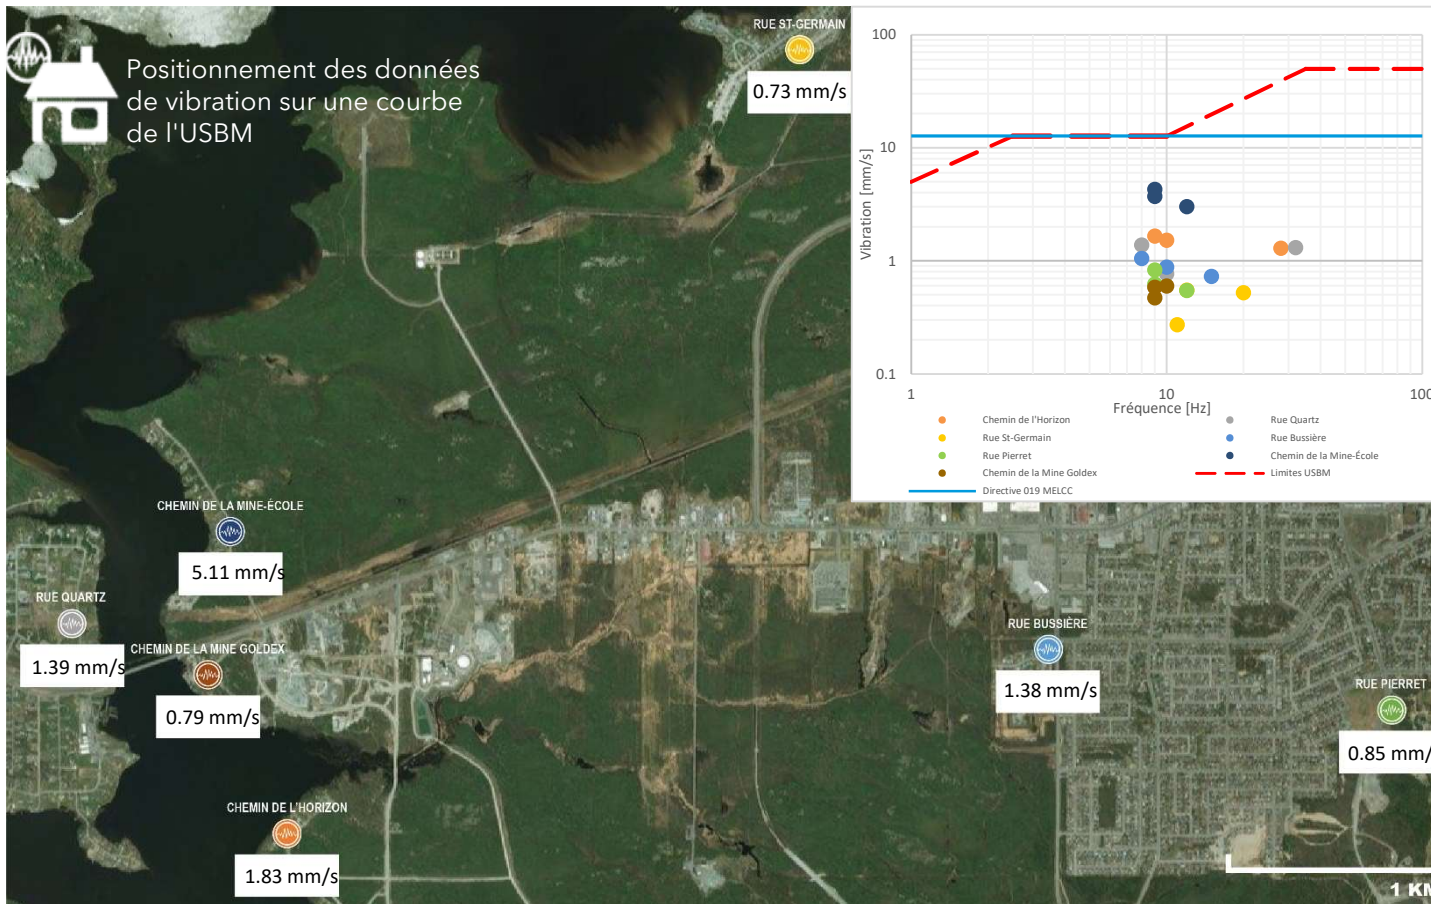 Positionnement des données
de vibration sur une courbe
de l'USBM
RUE ST-GERMAIN
0.73 mm/s
CHEMIN DE LA MINE-ÉCOLE
5.11 mm/s
RUE QUARTZ
1.39 mm/s
CHEMIN DE LA MINE GOLDEX
0.79 mm/s
CHEMIN DE L'HORIZON
1.83 mm/s
RUE BUSSIÈRE
1.38 mm/s
RUE PIERRET
0.85 mm/
1 KM
100
10
1
0.1
Vibration [mm/s]
1
10
100
Fréquence [Hz]
Chemin de l'Horizon
Rue Quartz
Rue St-Germain
Rue Bussière
Rue Pierret
Chemin de la Mine-École
Chemin de la Mine Goldex
Limites USBM
Directive 019 MELCC